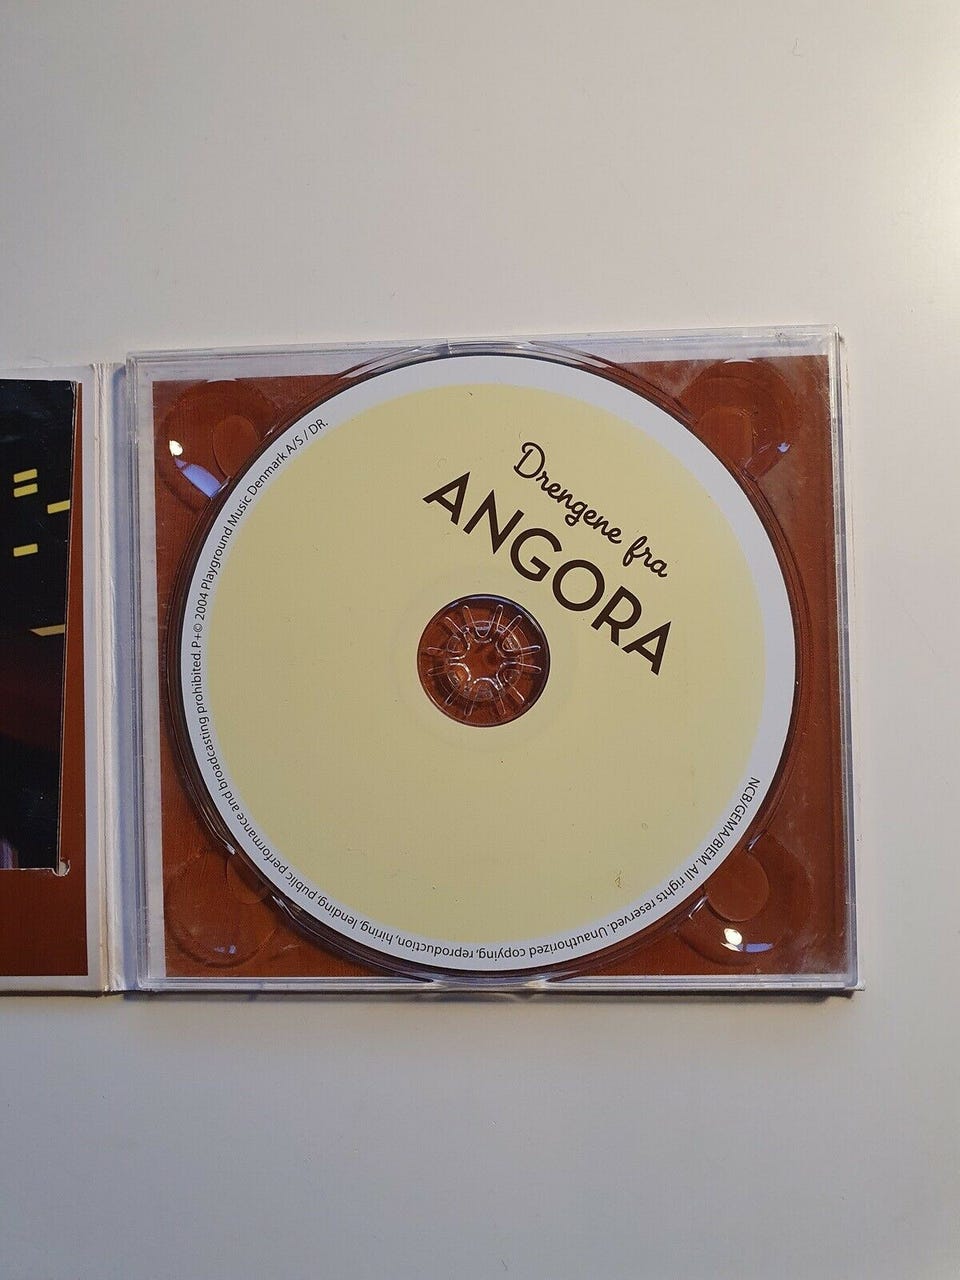 Drengene fra
ANGORA
NCB/GEMA/BIEM. All rights reserved. Unauthorized copying, reproduction, hiring, lending, public performance and broadcasting prohibited. P+© 2004 Playground Music Denmark A/S / DR.